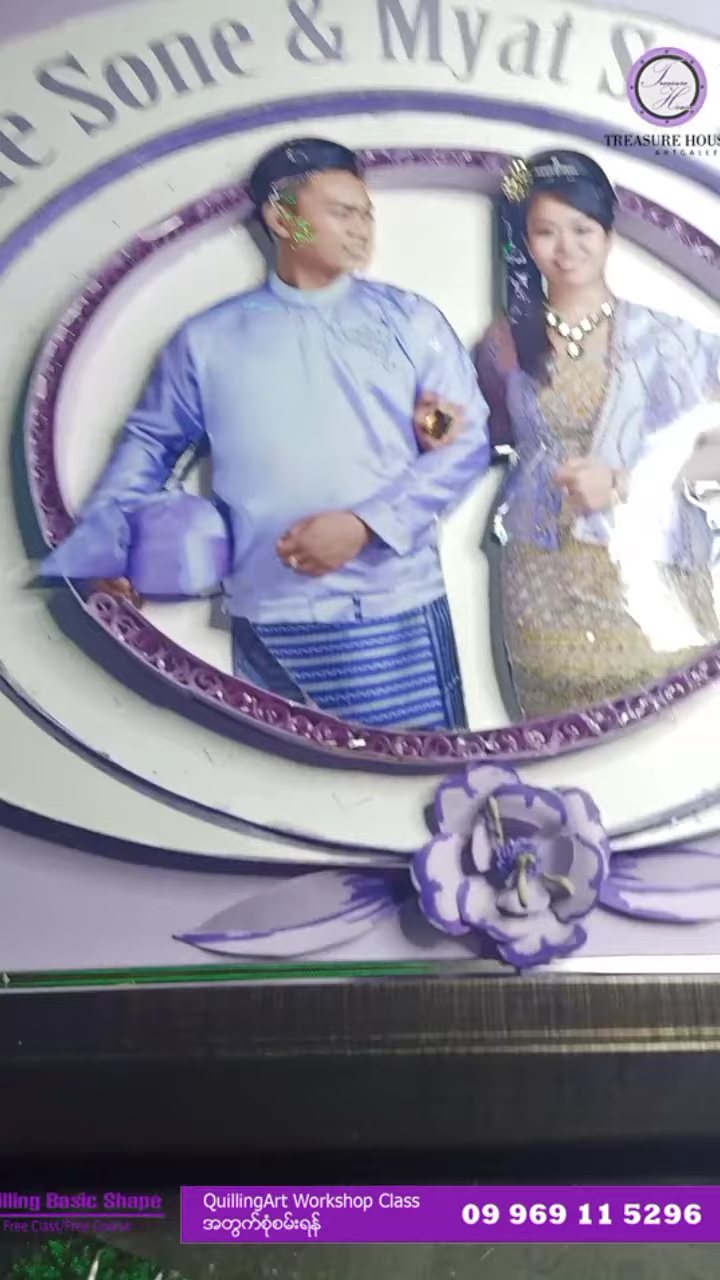 Sone & Myat
TREASURE HOUS
ARTGALLE
illing Basic Shape
Free Class/Free Course
QuillingArt Workshop Class
အတွက်စုံစမ်းရန်
09 969 11 5296